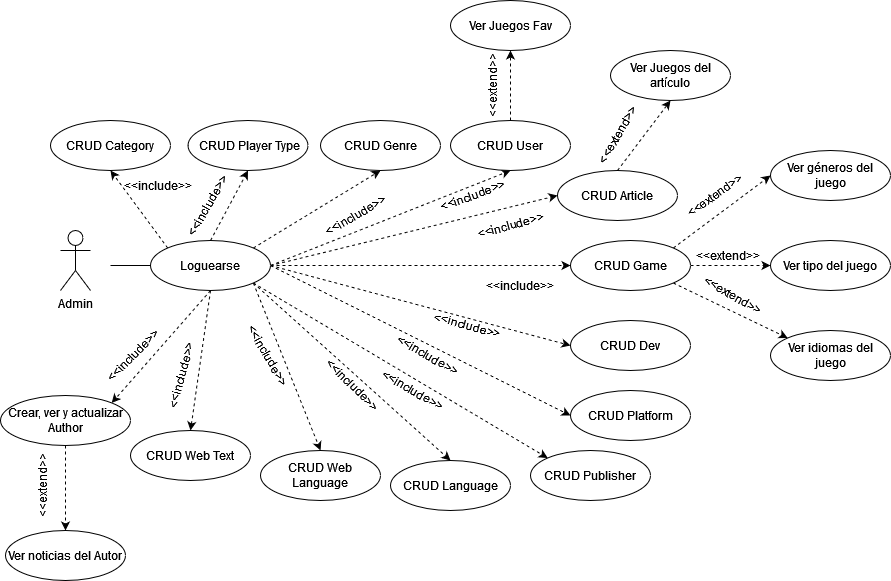 Ver Juegos Fav
<<extend>>
Ver Juegos del
artículo
<<extend>>
CRUD Category
CRUD Player Type
CRUD Genre
CRUD User
<<include>>
<<include>>
<<include>>
<<include>>
CRUD Article
<<include>>
Ver géneros del
juego
<<extend>>
Admin
Loguearse
CRUD Game
<<include>>
<<extend>>
Ver tipo del juego
<<extend>>
Ver idiomas del
juego
<<include>>
CRUD Dev
<<include>>
<<include>>
<<include>>
<<include>>
<<include>>
<<include>>
CRUD Platform
Crear, ver y actualizar
Author
CRUD Web Text
CRUD Web
Language
CRUD Language
CRUD Publisher
<<extend>>
Ver noticias del Autor